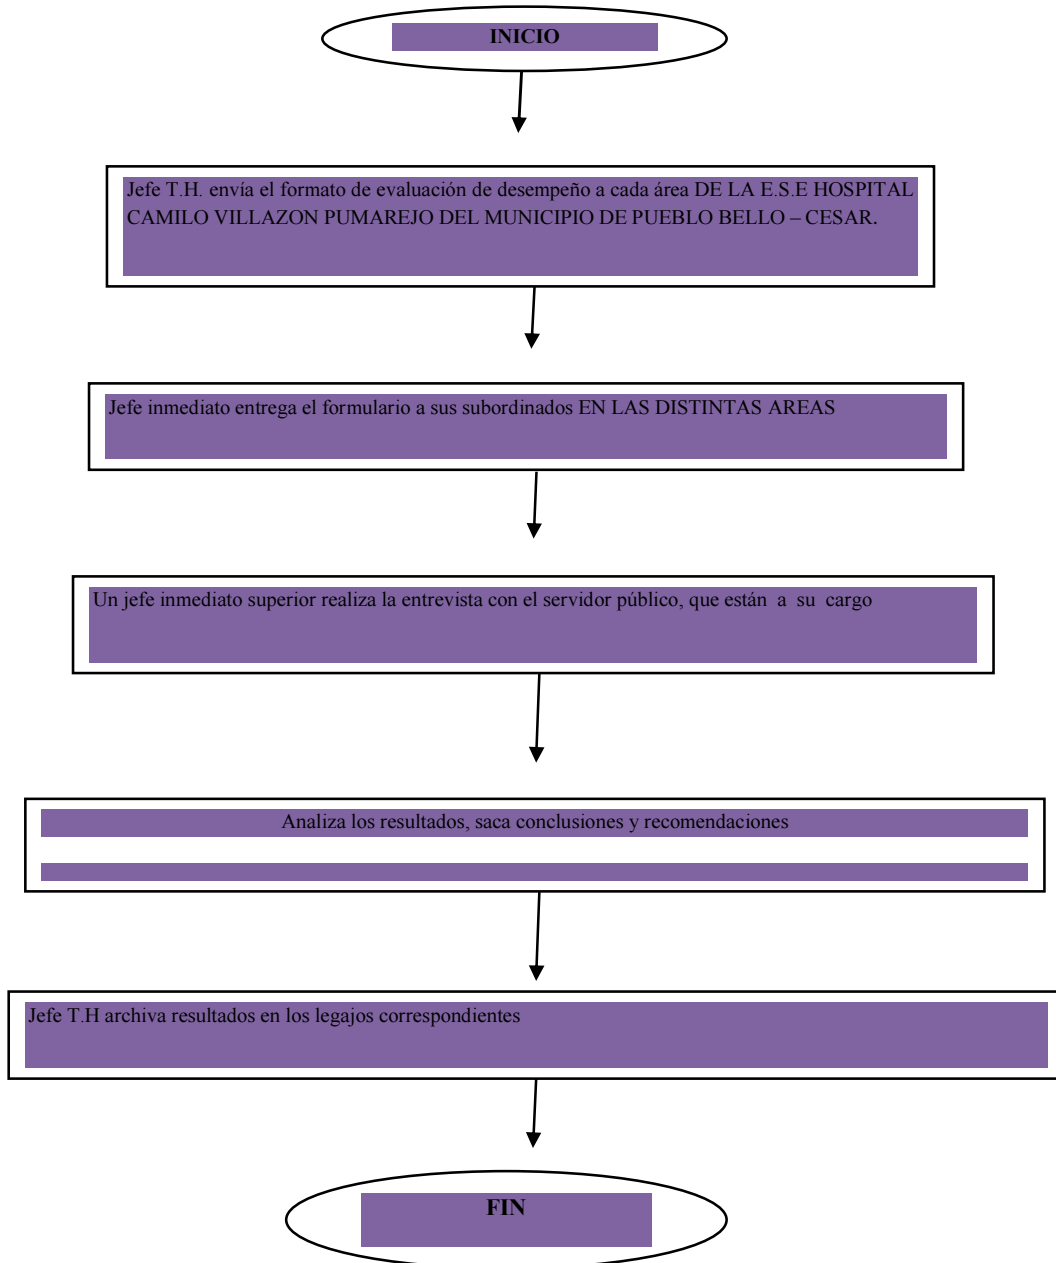 INICIO
Jefe T.H. envía el formato de evaluación de desempeño a cada área DE LA E.S.E HOSPITAL
CAMILO VILLAZON PUMAREJO DEL MUNICIPIO DE PUEBLO BELLO – CESAR.
Jefe inmediato entrega el formulario a sus subordinados EN LAS DISTINTAS AREAS
Un jefe inmediato superior realiza la entrevista con el servidor público, que están a su cargo
Analiza los resultados, saca conclusiones y recomendaciones
Jefe T.H archiva resultados en los legajos correspondientes
FIN